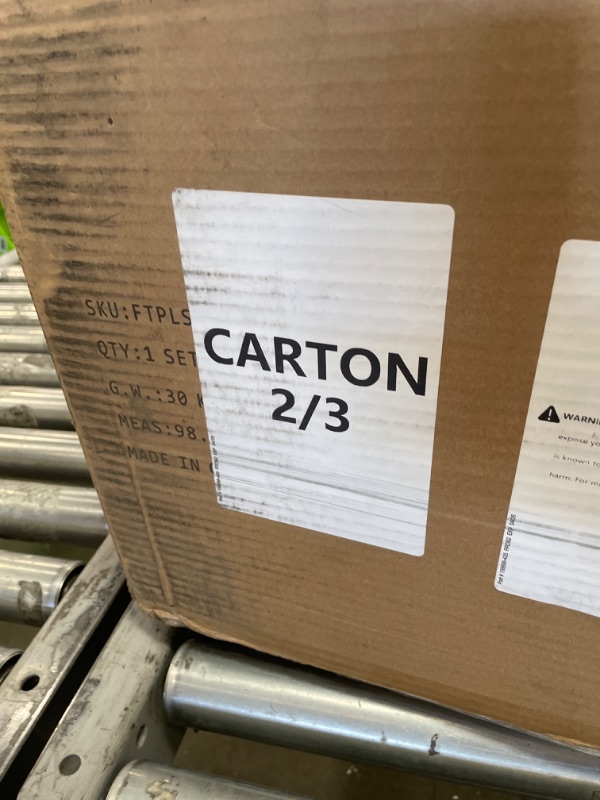 SKU:FTPLS
QTY:1 SET
G.W.:30 K
MEAS:98.
MADE IN
CARTON
2/3
WARNI
expose yo
is known to
harm. For m